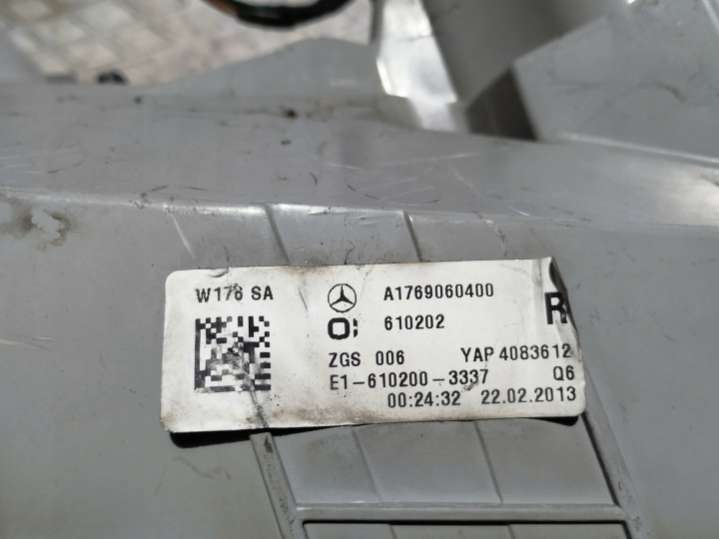 W176 SA
A1769060400
R
610202
ZGS 006 YAP 4083612
E1-610200-3337 Q6
00:24:32 22.02.2013